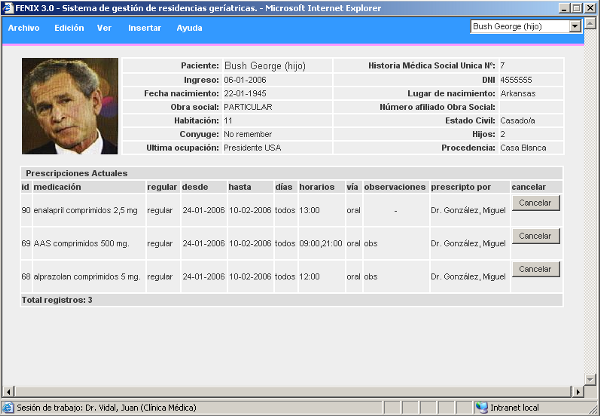 FENIX 3.0 - Sistema de gestión de residencias geríatricas. - Microsoft Internet Explorer
Archivo Edición Ver Insertar Ayuda Bush George (hijo)
Paciente: Bush George (hijo) Historia Médica Social Unica Nº: 7
Ingreso: 06-01-2006 DNI 4555555
Fecha nacimiento: 22-01-1945 Lugar de nacimiento: Arkansas
Obra social: PARTICULAR Número afiliado Obra Social:
Habitación: 11 Estado Civil: Casado/a
Conyuge: No remember Hijos: 2
Ultima ocupación: Presidente USA Procedencia: Casa Blanca
Prescripciones Actuales
id medicación regular desde hasta días horarios vía observaciones prescripto por cancelar
90 enalapril comprimidos 2,5 mg regular 24-01-2006 10-02-2006 todos 13:00 oral - Dr. González, Miguel Cancelar
69 AAS comprimidos 500 mg. regular 24-01-2006 10-02-2006 todos 09:00,21:00 oral obs Dr. González, Miguel Cancelar
68 alprazolan comprimidos 5 mg. regular 24-01-2006 10-02-2006 todos 12:00 oral obs Dr. González, Miguel Cancelar
Total registros: 3
Sesión de trabajo: Dr. Vidal, Juan (Clínica Médica) Intranet local